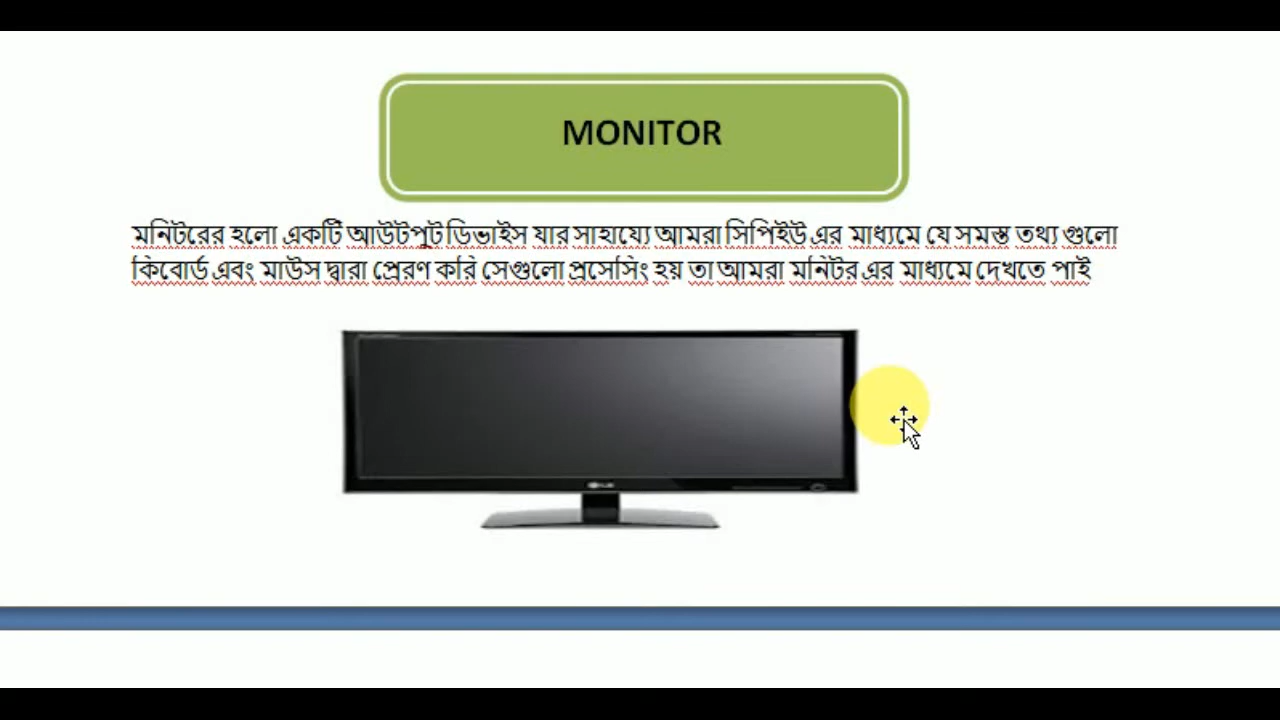 MONITOR
মনিটরের হলো একটি আউটপুট ডিভাইস যার সাহায্যে আমরা সিপিইউ এর মাধ্যমে যে সমস্ত তথ্য গুলো
কিবোর্ড এবং মাউস দ্বারা প্রেরণ করি সেগুলো প্রসেসিং হয় তা আমরা মনিটর এর মাধ্যমে দেখতে পাই
LG